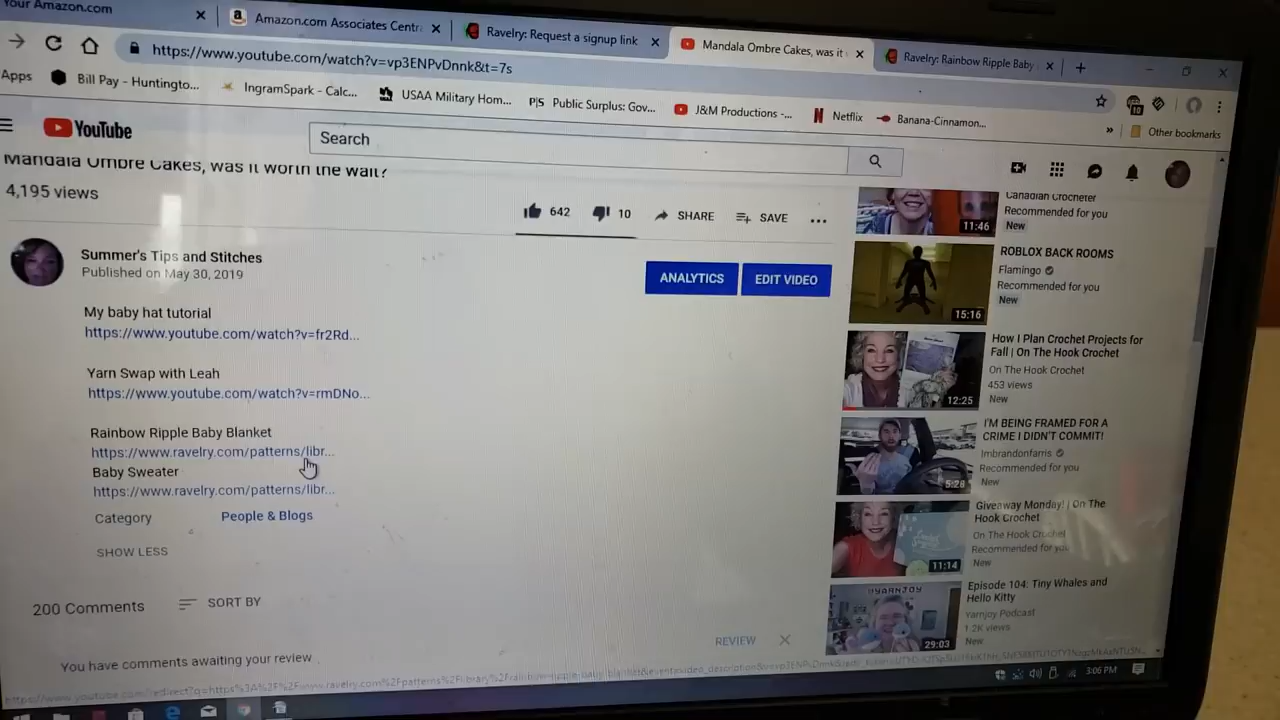 Your Amazon.com
Amazon.com Associates Centr
Ravelry: Request a signup link
Mandala Ombre Cakes, was it
Ravelry: Rainbow Ripple Baby
https://www.youtube.com/watch?v=vp3ENPvDnnk&t=7s
Apps
Bill Pay - Huntingto...
IngramSpark - Calc...
USAA Military Hom...
P|S Public Surplus: Gov...
J&M Productions -...
Netflix
Banana-Cinnamon...
»
Other bookmarks
YouTube
Search
Mandala Ombre Cakes, was it worth the wait?
4,195 views
642
10
SHARE
SAVE
Summer's Tips and Stitches
Published on May 30, 2019
ANALYTICS
EDIT VIDEO
My baby hat tutorial
https://www.youtube.com/watch?v=fr2Rd...
Yarn Swap with Leah
https://www.youtube.com/watch?v=rmDNo...
Rainbow Ripple Baby Blanket
https://www.ravelry.com/patterns/libr...
Baby Sweater
https://www.ravelry.com/patterns/libr...
Category
People & Blogs
SHOW LESS
200 Comments
SORT BY
REVIEW
You have comments awaiting your review
Canadian Crocheter
Recommended for you
New
11:46
ROBLOX BACK ROOMS
Flamingo
Recommended for you
New
15:16
How I Plan Crochet Projects for
Fall | On The Hook Crochet
On The Hook Crochet
453 views
New
12:25
I'M BEING FRAMED FOR A
CRIME I DIDN'T COMMIT!
Imbrandonfarris
Recommended for you
New
5:28
Giveaway Monday! | On The
Hook Crochet
On The Hook Crochet
Recommended for you
New
11:14
Episode 104: Tiny Whales and
Hello Kitty
Yarnjoy Podcast
1.2K views
New
@YARNJOY
29:03
3:06 PM